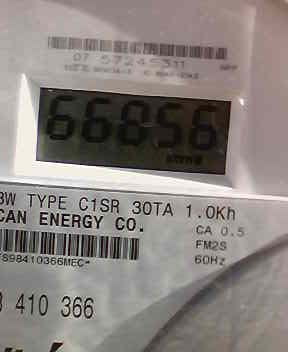 07 57245311
66856
3W TYPE C1SR 30TA 1.0Kh
CAN ENERGY CO.
CA 0.5
FM2S
60Hz
S98410366MEC*
3 410 366